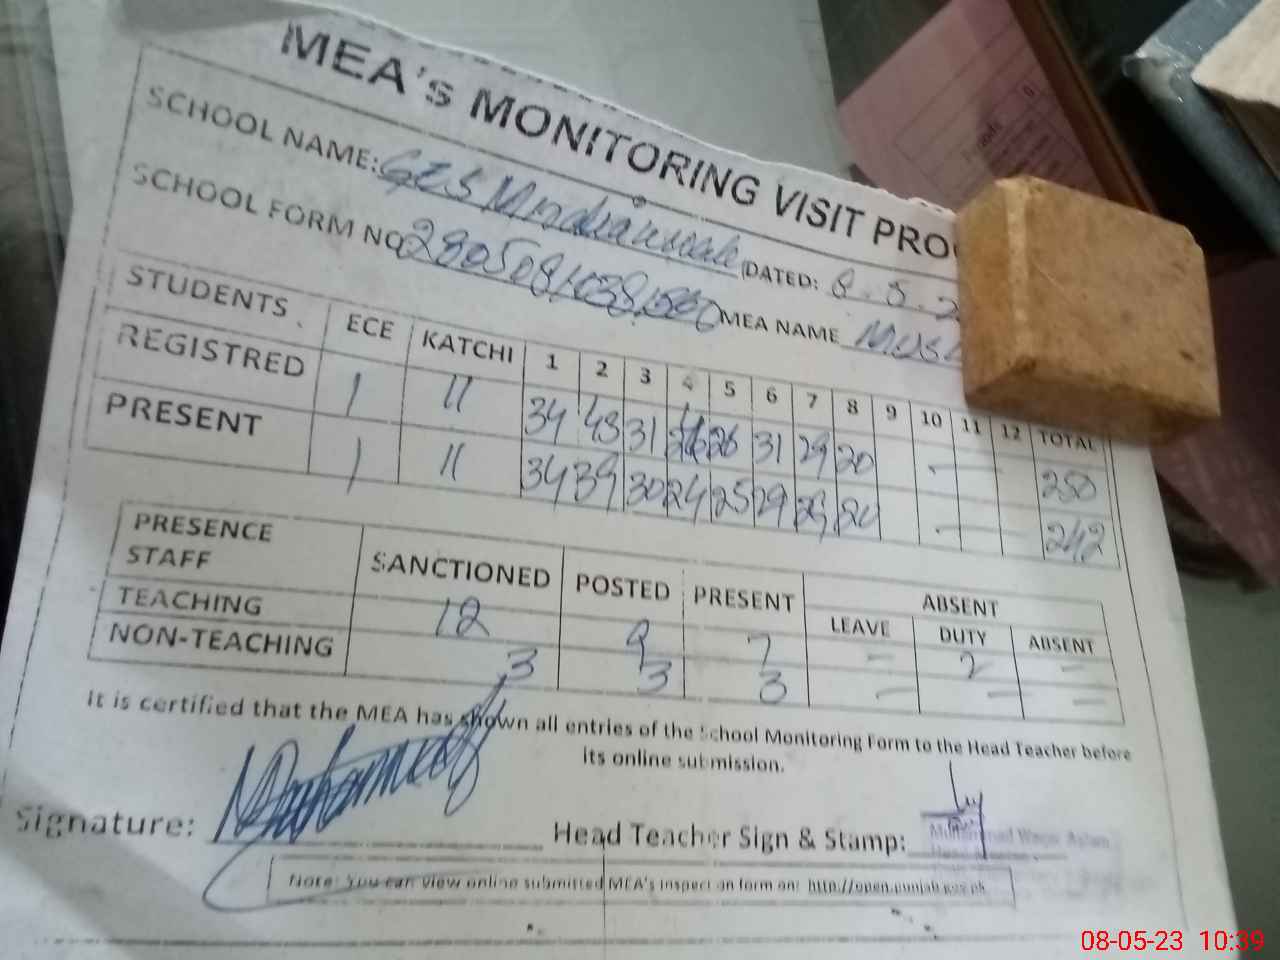 MEA's MONITORING VISIT PRO
SCHOOL NAME: GES DATED: 8.5.2
SCHOOL FORM NO MEA NAME
STUDENTS ECE KATCHI 1 2 3 4 5 6 7 8 9 10 11 12 TOTAL
REGISTRED 1 11 34 43 31 26 31 29 20 - 250
PRESENT 1 11 34 39 30 24 25 29 29 20 - 242
PRESENCE STAFF SANCTIONED POSTED PRESENT ABSENT
LEAVE DUTY ABSENT
TEACHING 12 9 7 - 2 -
NON-TEACHING 3 3 3 - - -
It is certified that the MEA has shown all entries of the School Monitoring Form to the Head Teacher before
its online submission.
Signature: Head Teacher Sign & Stamp:
Note: You can view online submitted MEA's inspection form on: http://open.punjab.gov.pk
08-05-23 10:39